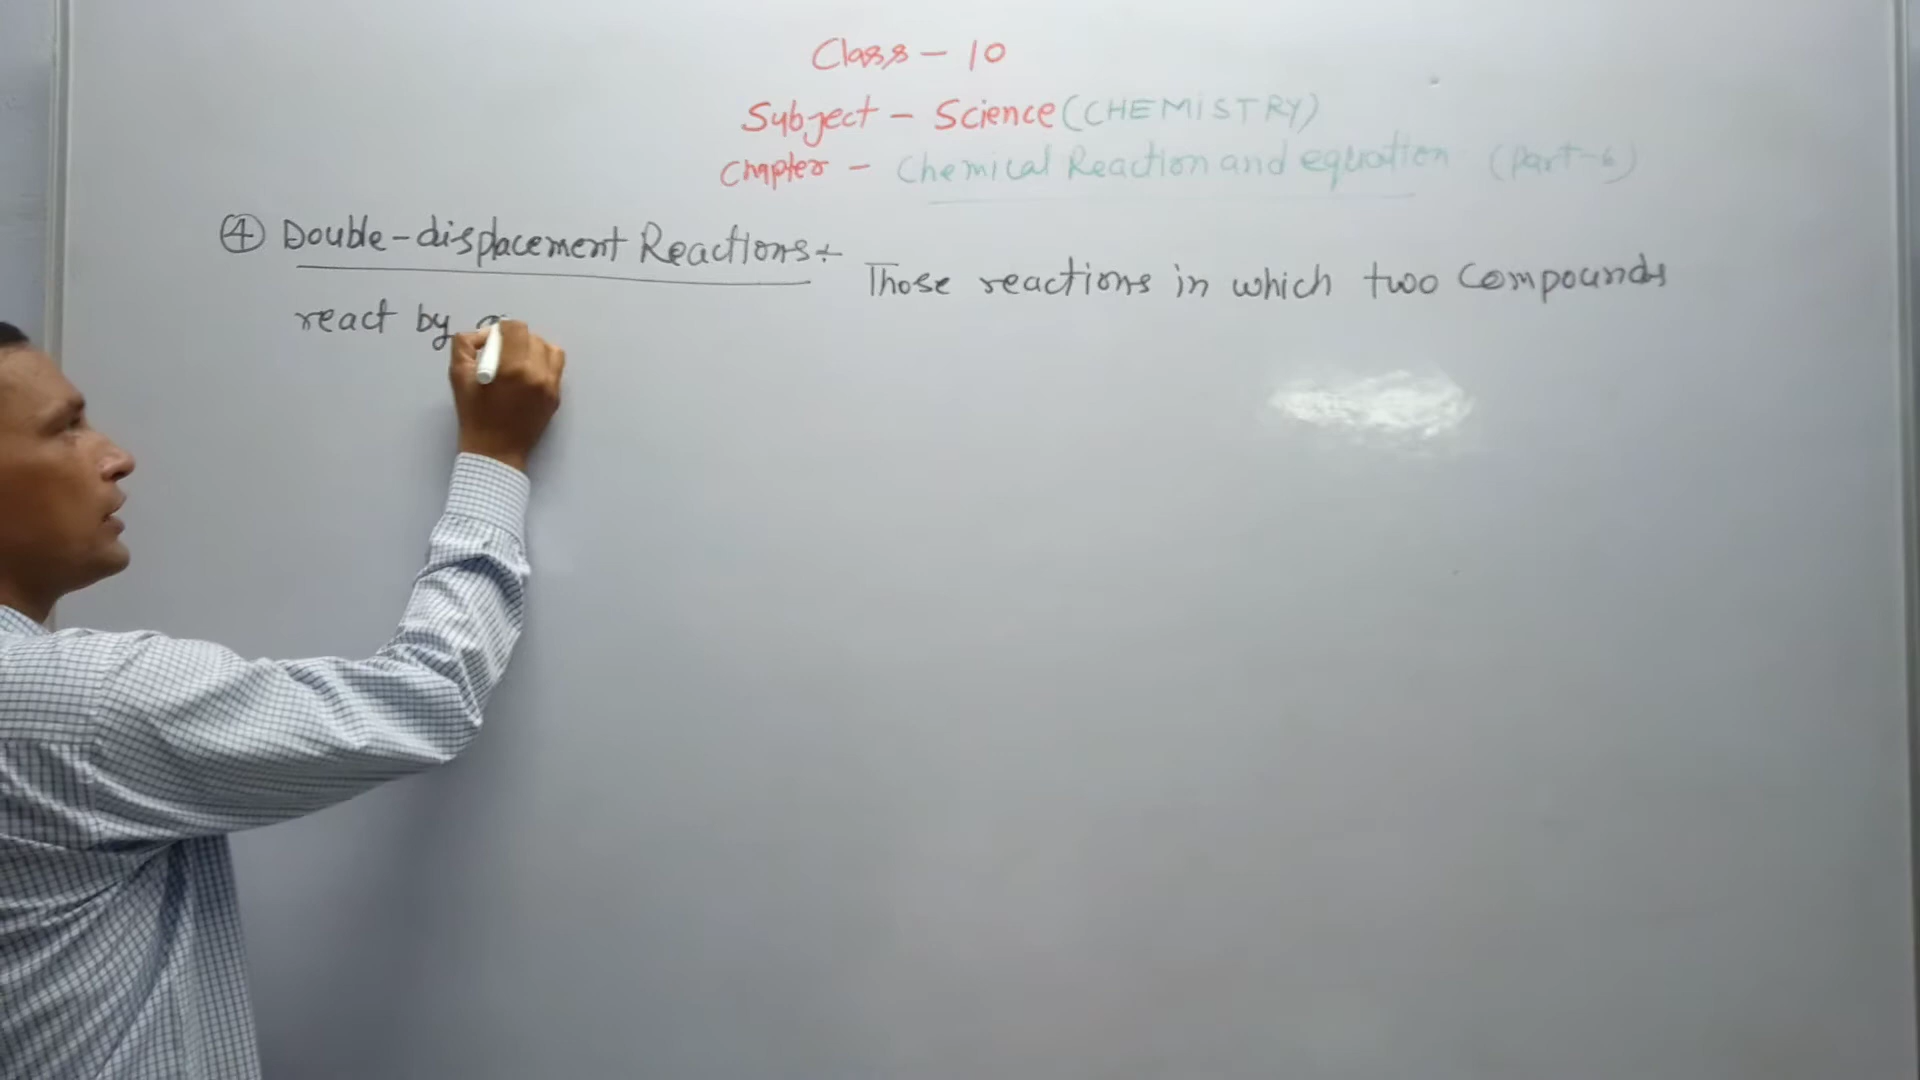 Class - 10
Subject - Science (CHEMISTRY)
Chapter - Chemical Reaction and equation (Part-6)
④ Double-displacement Reactions:- Those reactions in which two compounds
react by